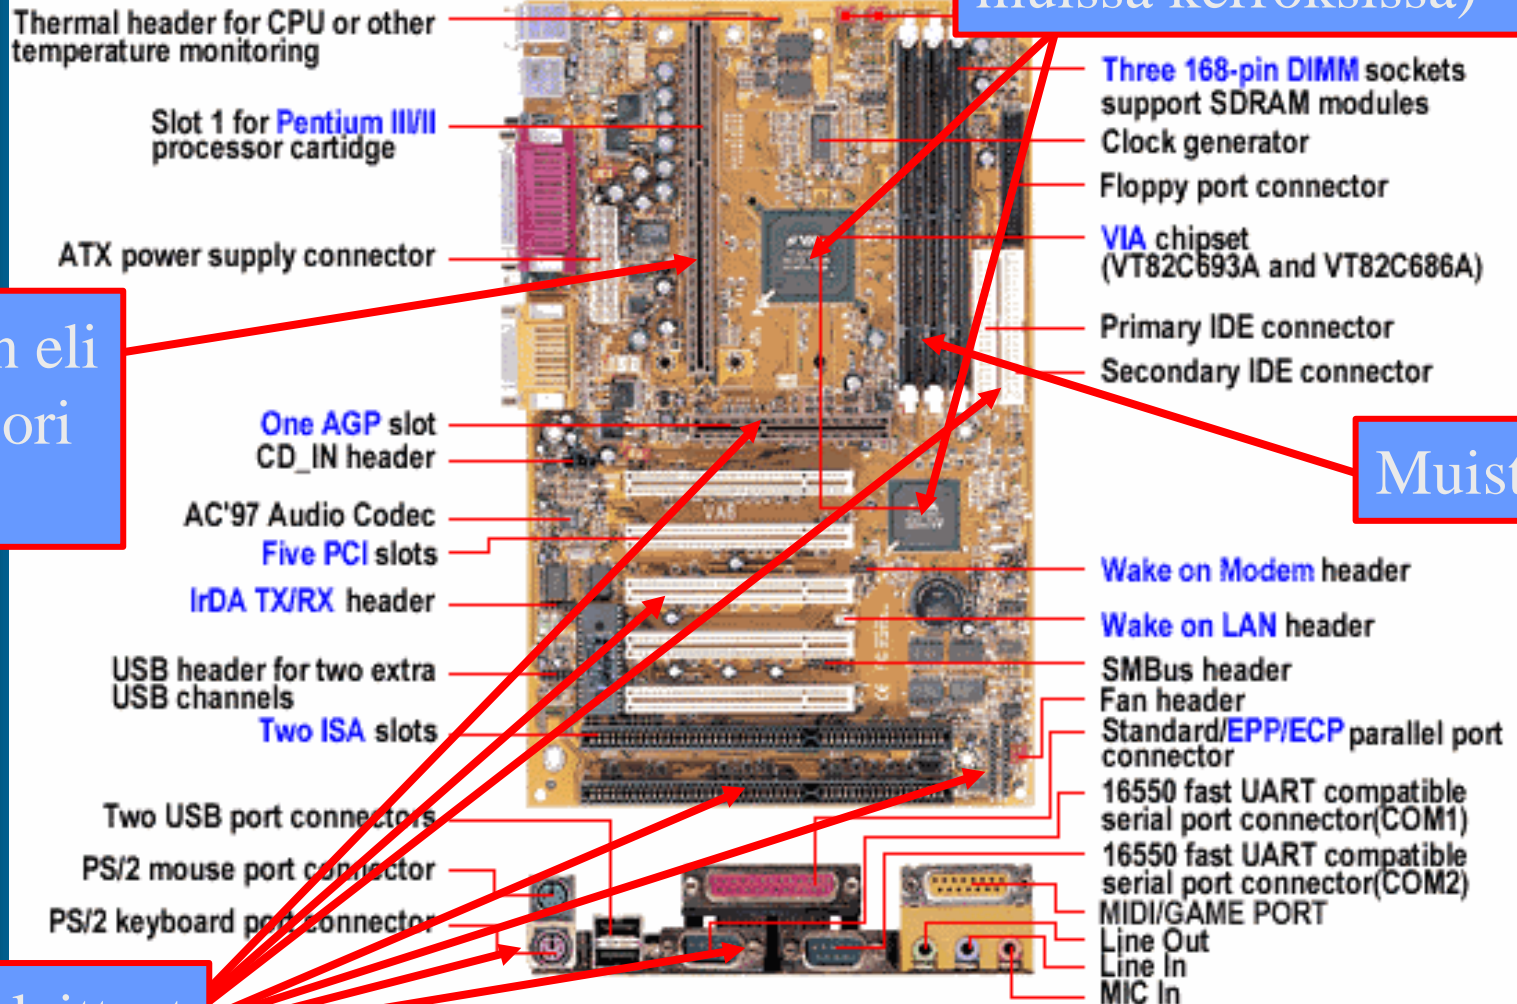 muissa kerroksissa)
Thermal header for CPU or other
temperature monitoring
Slot 1 for Pentium III/II
processor cartidge
ATX power supply connector
eli
One AGP slot
CD_IN header
AC'97 Audio Codec
Five PCI slots
IrDA TX/RX header
USB header for two extra
USB channels
Two ISA slots
Two USB port connectors
PS/2 mouse port connector
PS/2 keyboard port connector
Three 168-pin DIMM sockets
support SDRAM modules
Clock generator
Floppy port connector
VIA chipset
(VT82C693A and VT82C686A)
Primary IDE connector
Secondary IDE connector
Muist
Wake on Modem header
Wake on LAN header
SMBus header
Fan header
Standard/EPP/ECP parallel port
connector
16550 fast UART compatible
serial port connector(COM1)
16550 fast UART compatible
serial port connector(COM2)
MIDI/GAME PORT
Line Out
Line In
MIC In